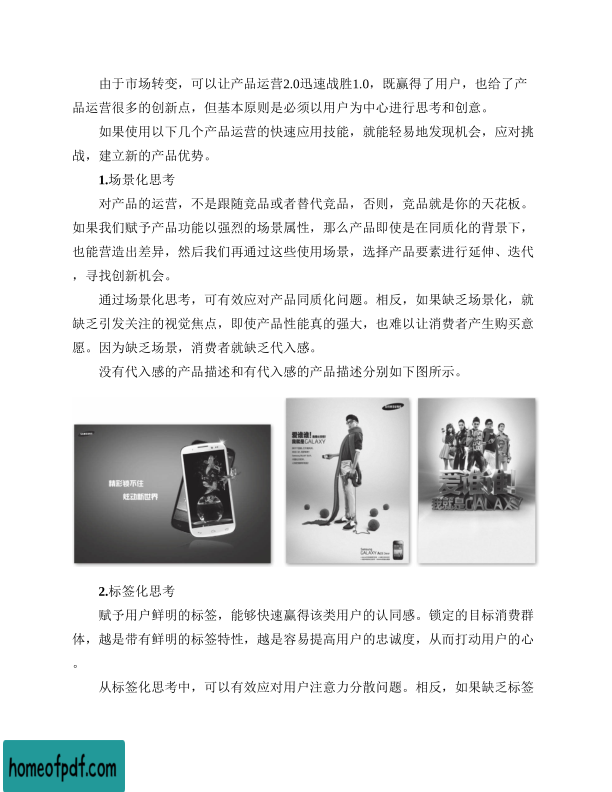 由于市场转变，可以让产品运营2.0迅速战胜1.0，既赢得了用户，也给了产
品运营很多的创新点，但基本原则是必须以用户为中心进行思考和创意。
如果使用以下几个产品运营的快速应用技能，就能轻易地发现机会，应对挑
战，建立新的产品优势。
1.场景化思考
对产品的运营，不是跟随竞品或者替代竞品，否则，竞品就是你的天花板。
如果我们赋予产品功能以强烈的场景属性，那么产品即使是在同质化的背景下，
也能营造出差异，然后我们再通过这些使用场景，选择产品要素进行延伸、迭代
，寻找创新机会。
通过场景化思考，可有效应对产品同质化问题。相反，如果缺乏场景化，就
缺乏引发关注的视觉焦点，即使产品性能真的强大，也难以让消费者产生购买意
愿。因为缺乏场景，消费者就缺乏代入感。
没有代入感的产品描述和有代入感的产品描述分别如下图所示。
SAMSUNG
精彩锁不住
炫动新世界
SAMSUNG
爱谁谁!
我就是GALAXY
GALAXY
爱谁谁!
我就是GALAXY
2.标签化思考
赋予用户鲜明的标签，能够快速赢得该类用户的认同感。锁定的目标消费群
体，越是带有鲜明的标签特性，越是容易提高用户的忠诚度，从而打动用户的心
。
从标签化思考中，可以有效应对用户注意力分散问题。相反，如果缺乏标签
homeofpdf.com